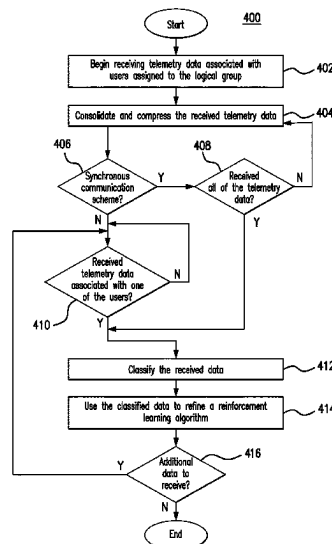 Start
400
Begin receiving telemetry data associated with
users assigned to the logical group
402
Consolidate and compress the received telemetry data
404
406
408
Synchronous
communication
scheme?
Y
Received
all of the telemetry
data?
N
N
Y
Received
telemetry data
associated with one
of the users?
N
410
Y
Classify the received data
412
Use the classified data to refine a reinforcement
learning algorithm
414
416
Y
Additional
data to
receive?
N
End